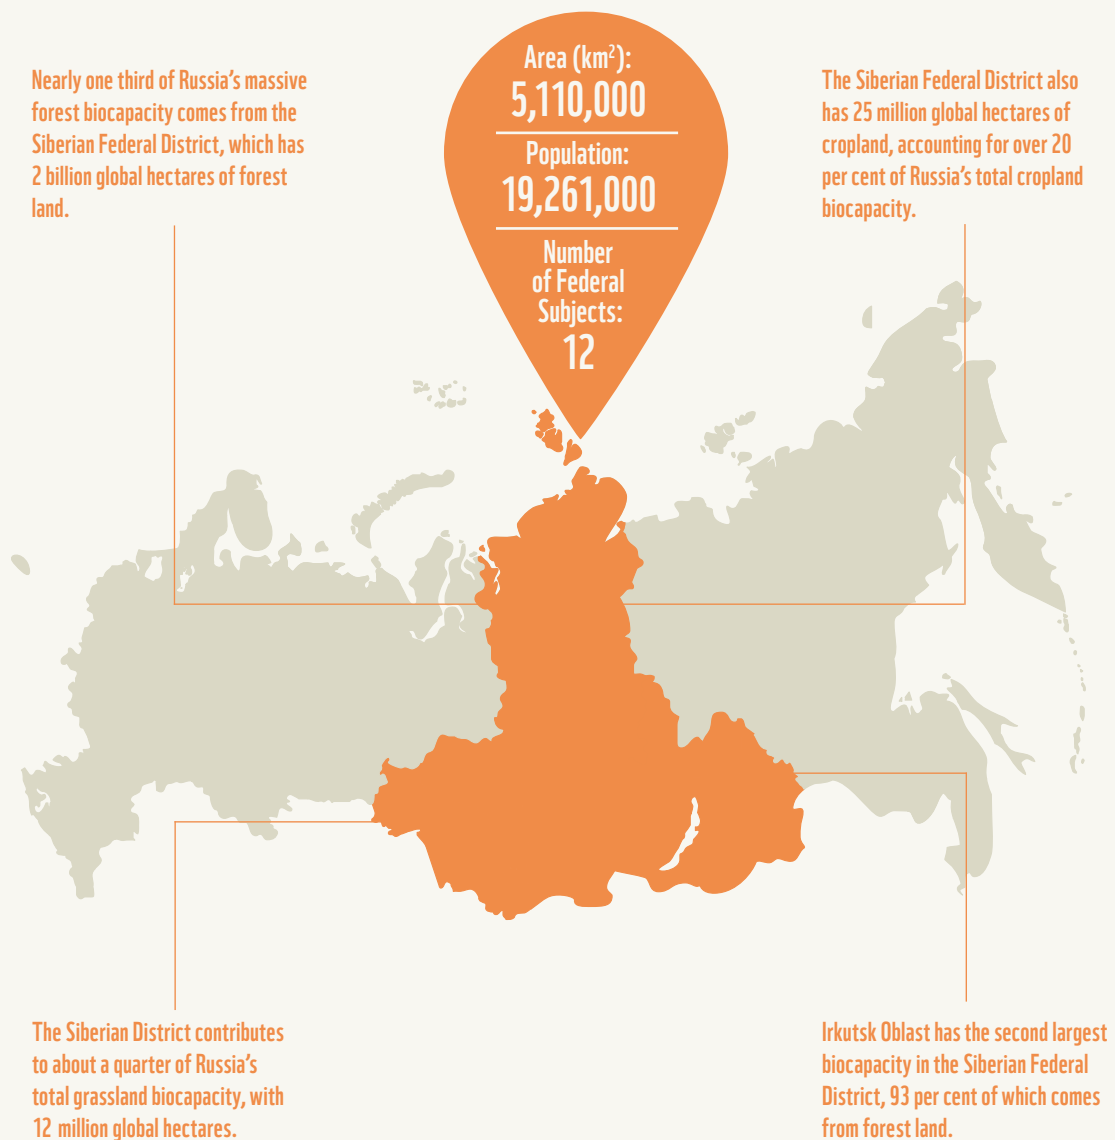 Nearly one third of Russia's massive
forest biocapacity comes from the
Siberian Federal District, which has
2 billion global hectares of forest
land.
Area (km²):
5,110,000
Population:
19,261,000
Number
of Federal
Subjects:
12
The Siberian Federal District also
has 25 million global hectares of
cropland, accounting for over 20
per cent of Russia's total cropland
biocapacity.
The Siberian District contributes
to about a quarter of Russia's
total grassland biocapacity, with
12 million global hectares.
Irkutsk Oblast has the second largest
biocapacity in the Siberian Federal
District, 93 per cent of which comes
from forest land.